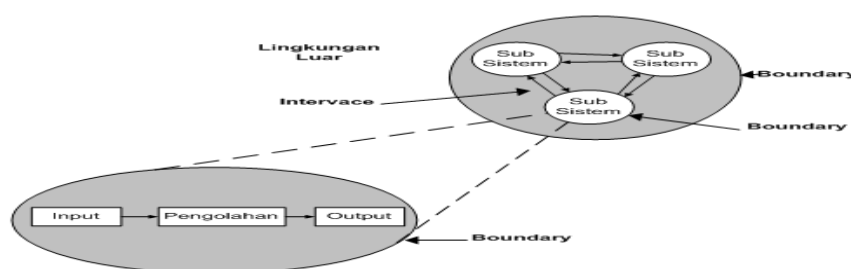 Lingkungan
Luar
Sub
Sistem
Sub
Sistem
Boundary
Intervace
Sub
Sistem
Boundary
Input
Pengolahan
Output
Boundary